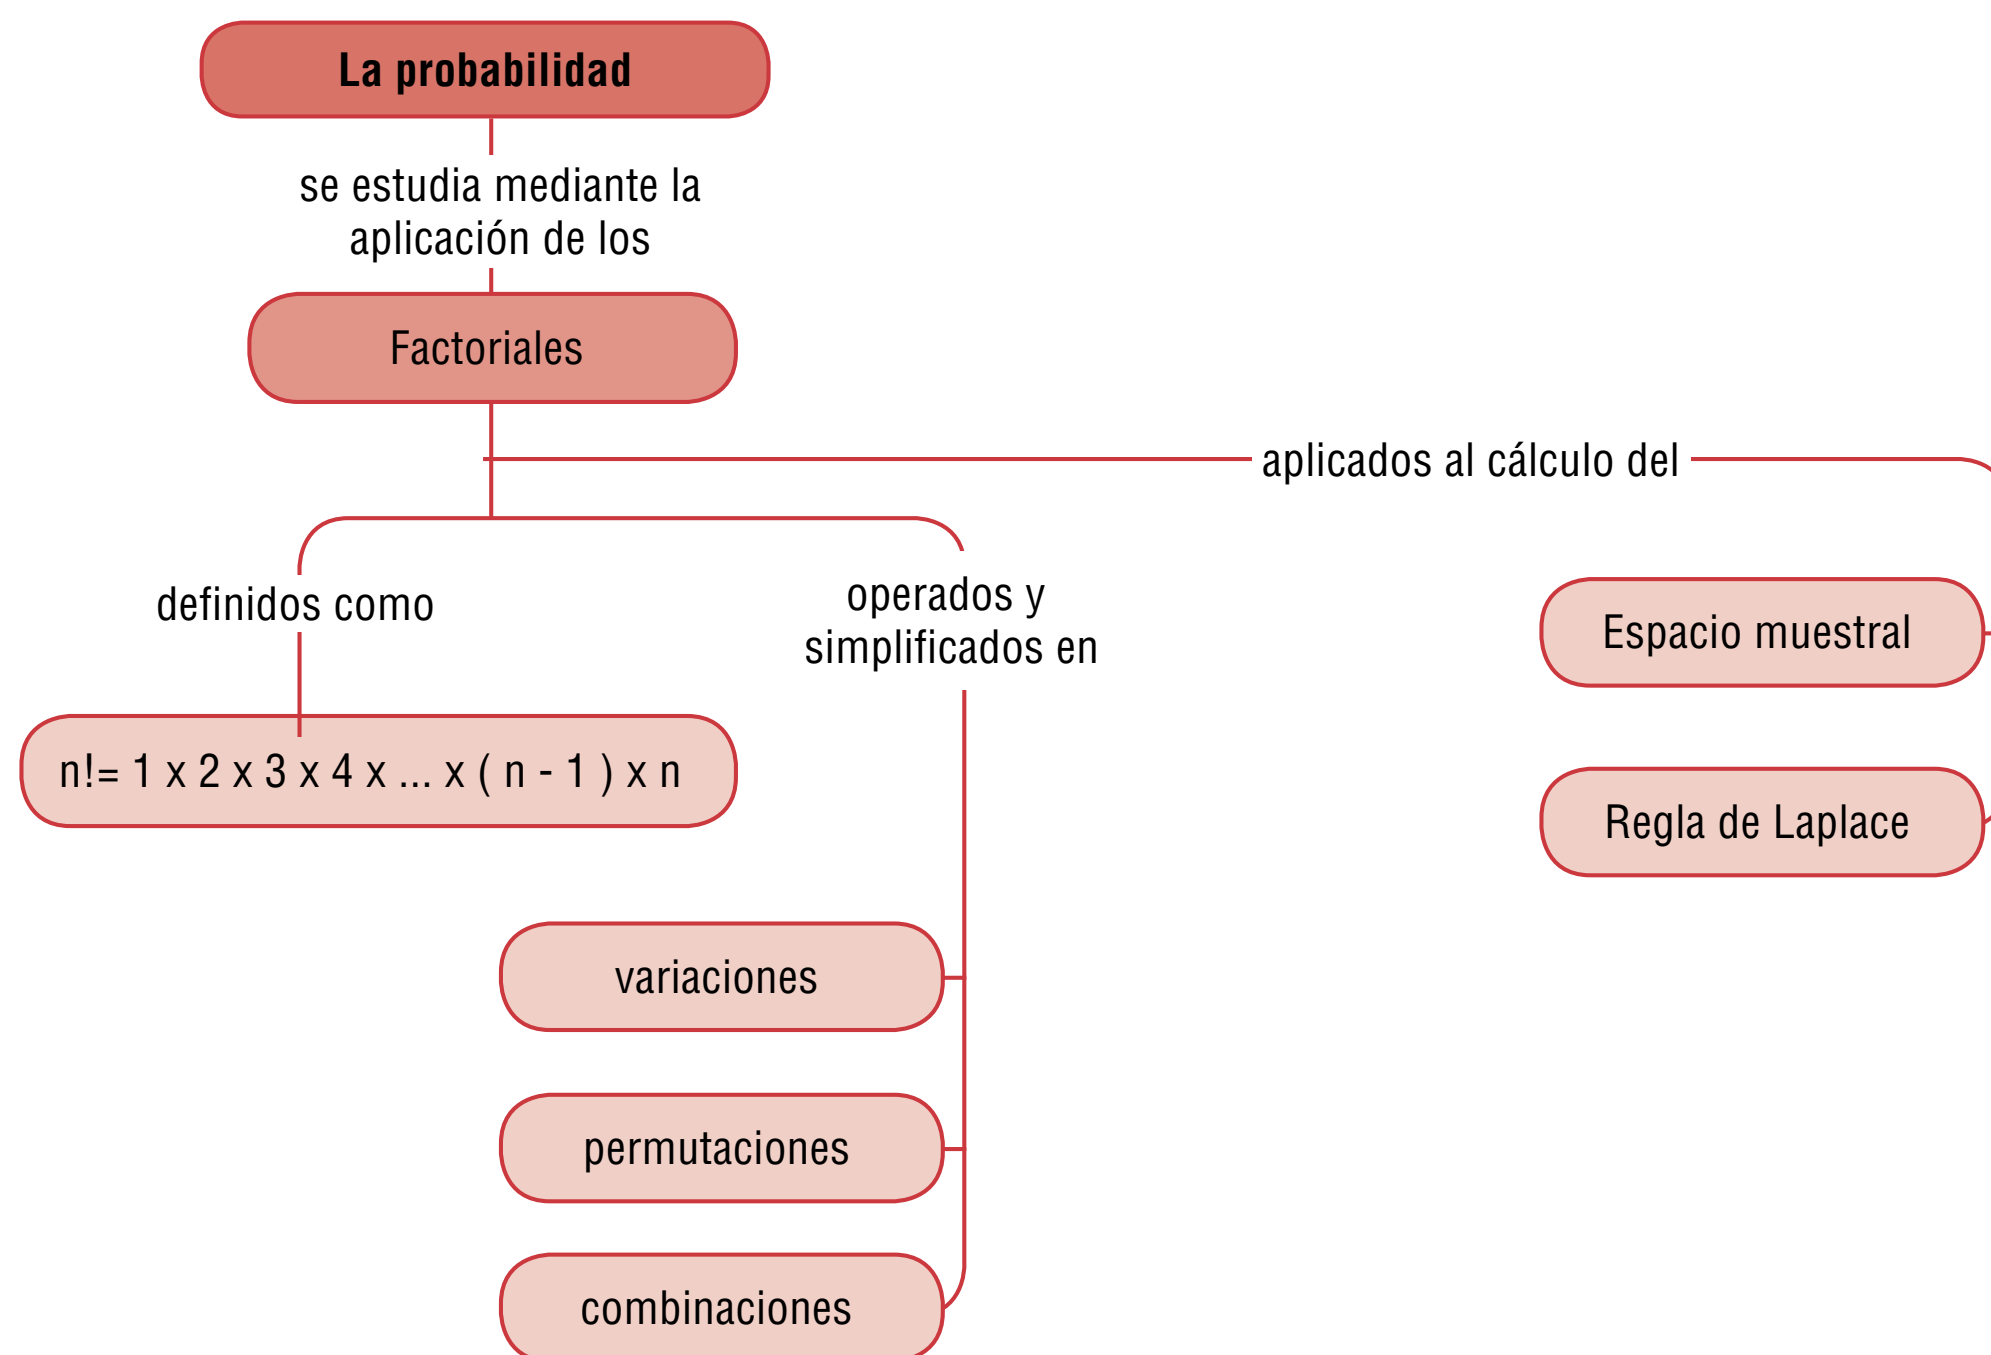 La probabilidad
se estudia mediante la
aplicación de los
Factoriales
aplicados al cálculo del
definidos como
operados y
simplificados en
Espacio muestral
n!= 1 x 2 x 3 x 4 x ... x ( n - 1 ) x n
Regla de Laplace
variaciones
permutaciones
combinaciones